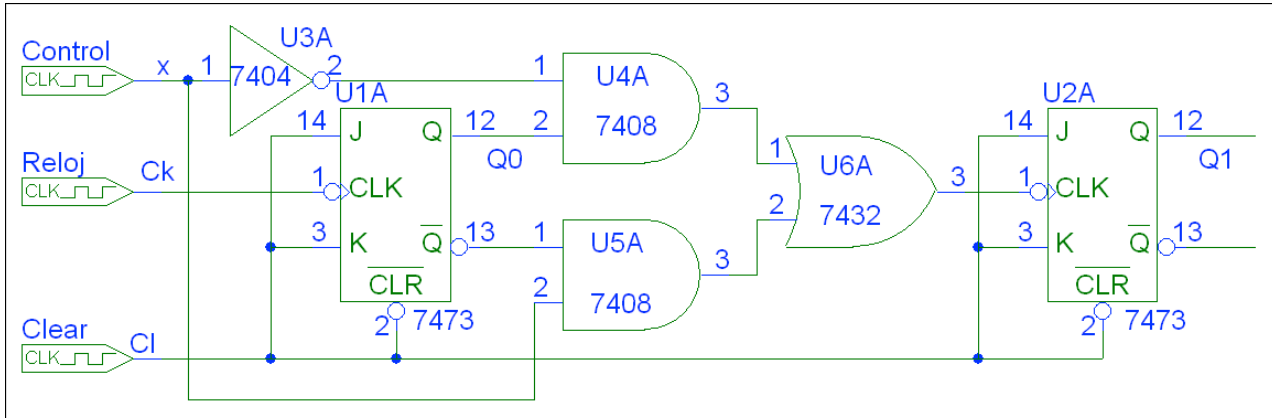 Control
CLK
x
1
U3A
7404
2
U1A
14
J
Q
12
Q0
Reloj
CLK
Ck
1
CLK
3
K
Q
13
CLR
2
7473
Clear
CLK
Cl
1
2
U4A
7408
3
1
2
U5A
7408
3
1
2
U6A
7432
3
U2A
14
J
Q
12
Q1
1
CLK
3
K
Q
13
CLR
2
7473